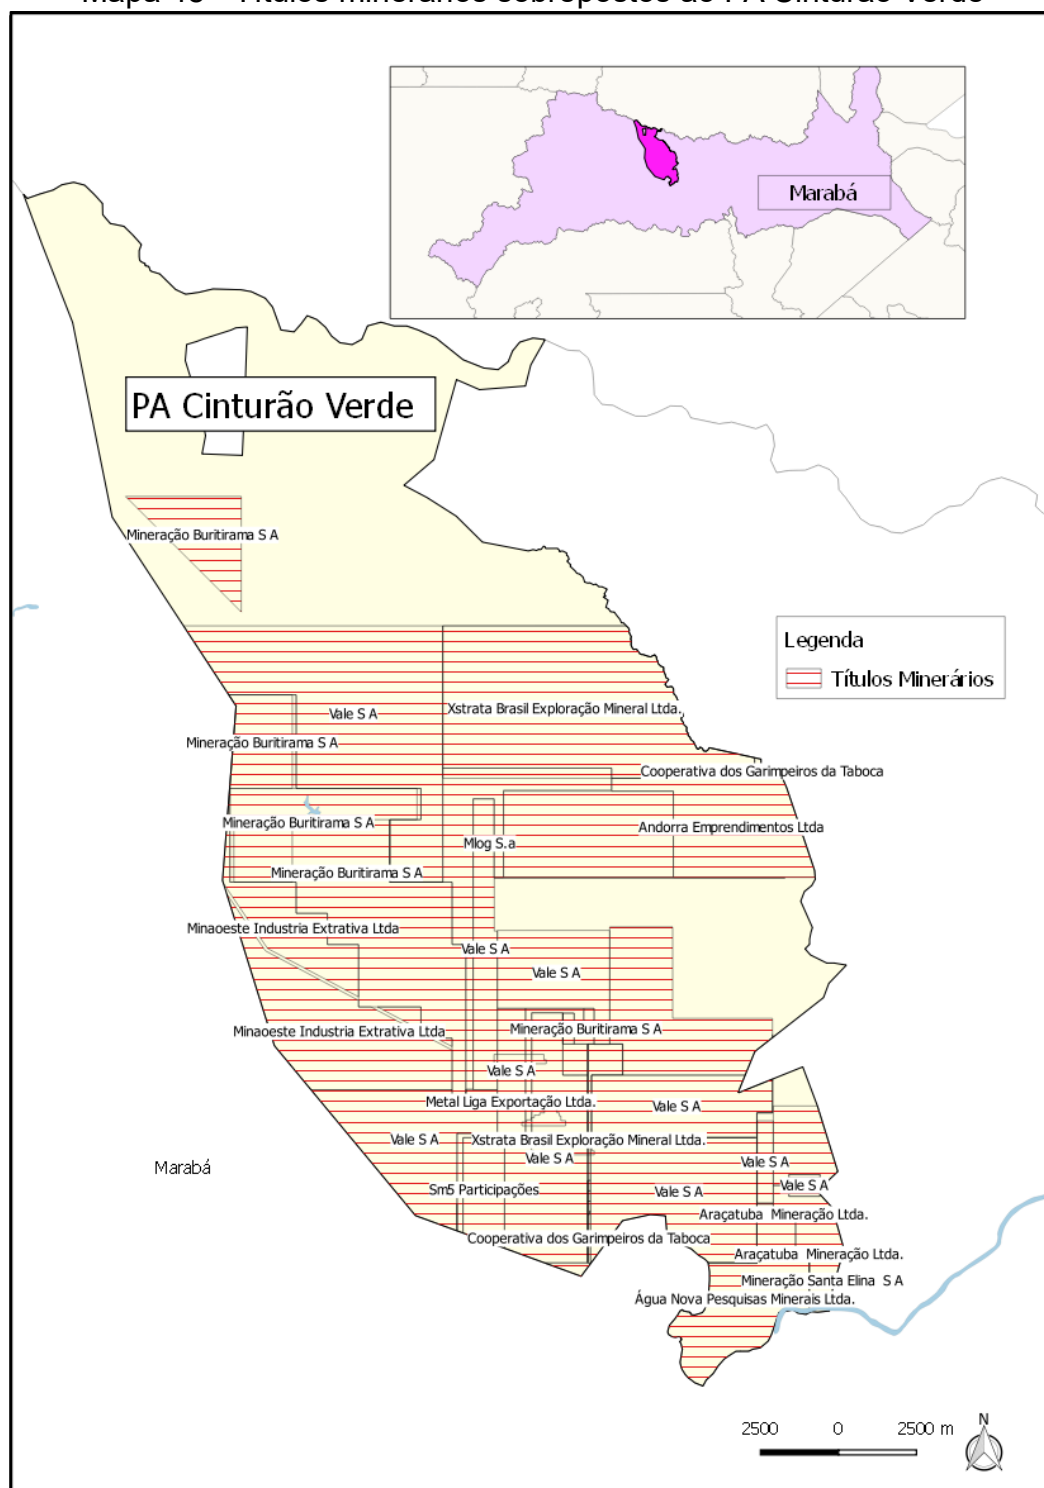 Marabá
PA Cinturão Verde
Mineração Buritirama S A
Legenda
Títulos Minerários
Vale S A
Xstrata Brasil Exploração Mineral Ltda.
Mineração Buritirama S A
Cooperativa dos Garimpeiros da Taboca
Mineração Buritirama S A
Andorra Emprendimentos Ltda
Mlog S.a
Mineração Buritirama S A
Minaoeste Industria Extrativa Ltda
Vale S A
Vale S A
Minaoeste Industria Extrativa Ltda
Mineração Buritirama S A
Vale S A
Metal Liga Exportação Ltda.
Vale S A
Vale S A
Xstrata Brasil Exploração Mineral Ltda.
Vale S A
Vale S A
Marabá
Sm5 Participações
Vale S A
Vale S A
Araçatuba Mineração Ltda.
Cooperativa dos Garimpeiros da Taboca
Araçatuba Mineração Ltda.
Mineração Santa Elina S A
Água Nova Pesquisas Minerais Ltda.
2500 0 2500 m
N